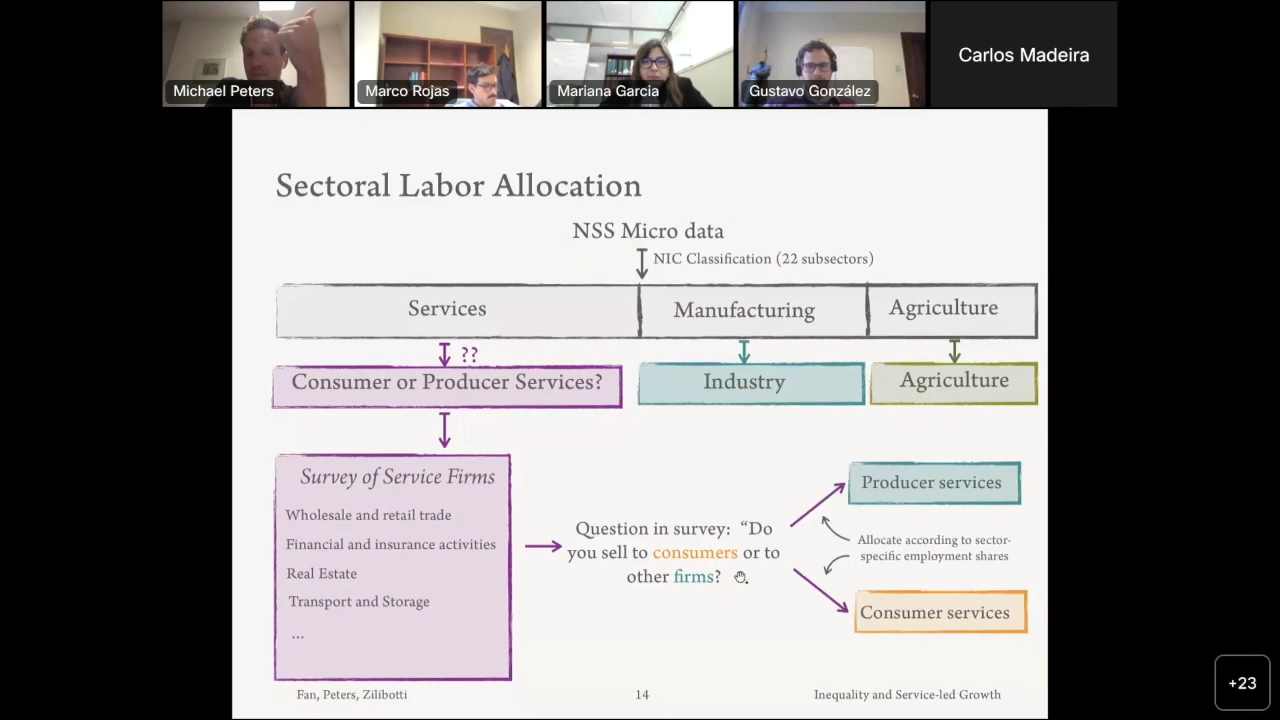 Michael Peters
Marco Rojas
Mariana Garcia
Gustavo González
Carlos Madeira
Sectoral Labor Allocation
NSS Micro data
NIC Classification (22 subsectors)
Services
Manufacturing
Agriculture
??
Consumer or Producer Services?
Industry
Agriculture
Survey of Service Firms
Wholesale and retail trade
Financial and insurance activities
Real Estate
Transport and Storage
...
Question in survey: “Do
you sell to consumers or to
other firms?
Producer services
Allocate according to sector-
specific employment shares
Consumer services
Fan, Peters, Zilibotti
14
Inequality and Service-led Growth
+23